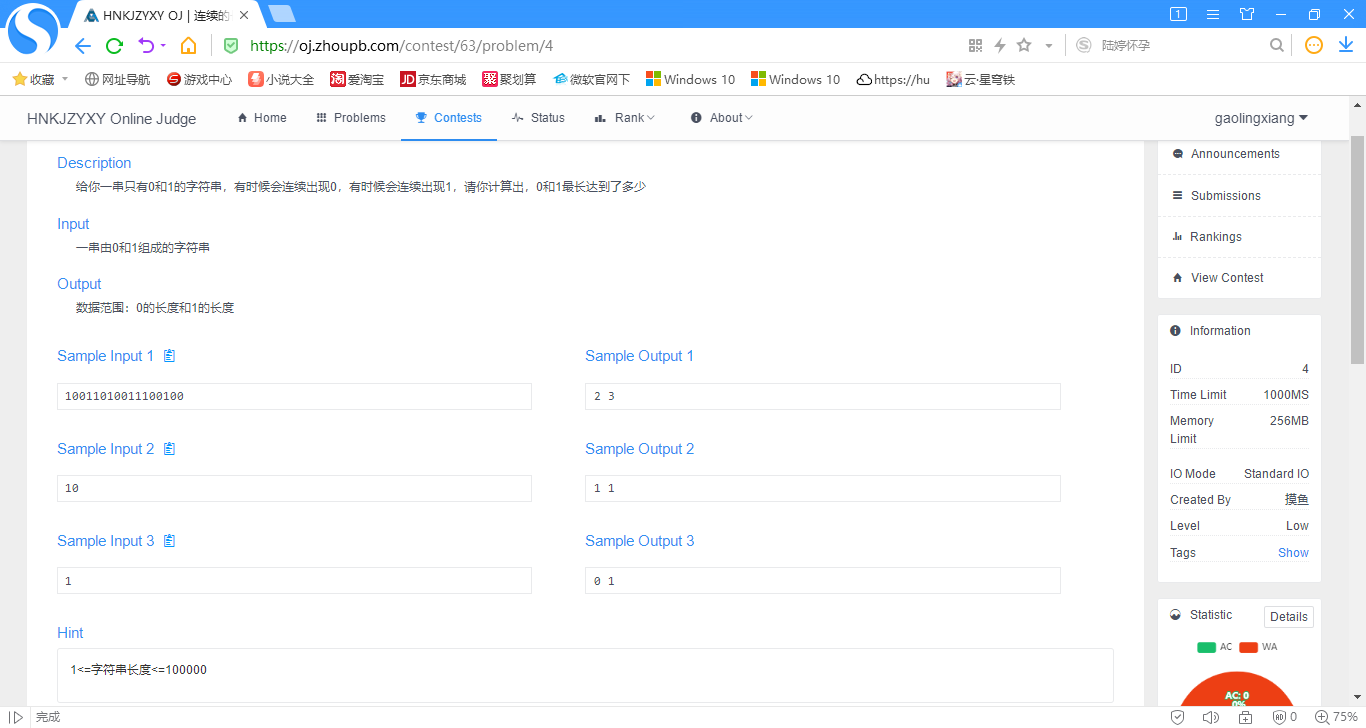 HNKJZYXY OJ | 连续的
1
https://oj.zhoupb.com/contest/63/problem/4
陆婷怀孕
收藏 网址导航 游戏中心 小说大全 爱淘宝 京东商城 聚划算 微软官网下 Windows 10 Windows 10 https://hu 云·星穹铁
HNKJZYXY Online Judge Home Problems Contests Status Rank About gaolingxiang
Description
给你一串只有0和1的字符串，有时候会连续出现0，有时候会连续出现1，请你计算出，0和1最长达到了多少
Input
一串由0和1组成的字符串
Output
数据范围：0的长度和1的长度
Sample Input 1 Sample Output 1
10011010011100100 2 3
Sample Input 2 Sample Output 2
10 1 1
Sample Input 3 Sample Output 3
1 0 1
Hint
1<=字符串长度<=100000
Announcements
Submissions
Rankings
View Contest
Information
ID 4
Time Limit 1000MS
Memory Limit 256MB
IO Mode Standard IO
Created By 摸鱼
Level Low
Tags Show
Statistic Details
AC WA
AC: 0
0%
完成 0 75%